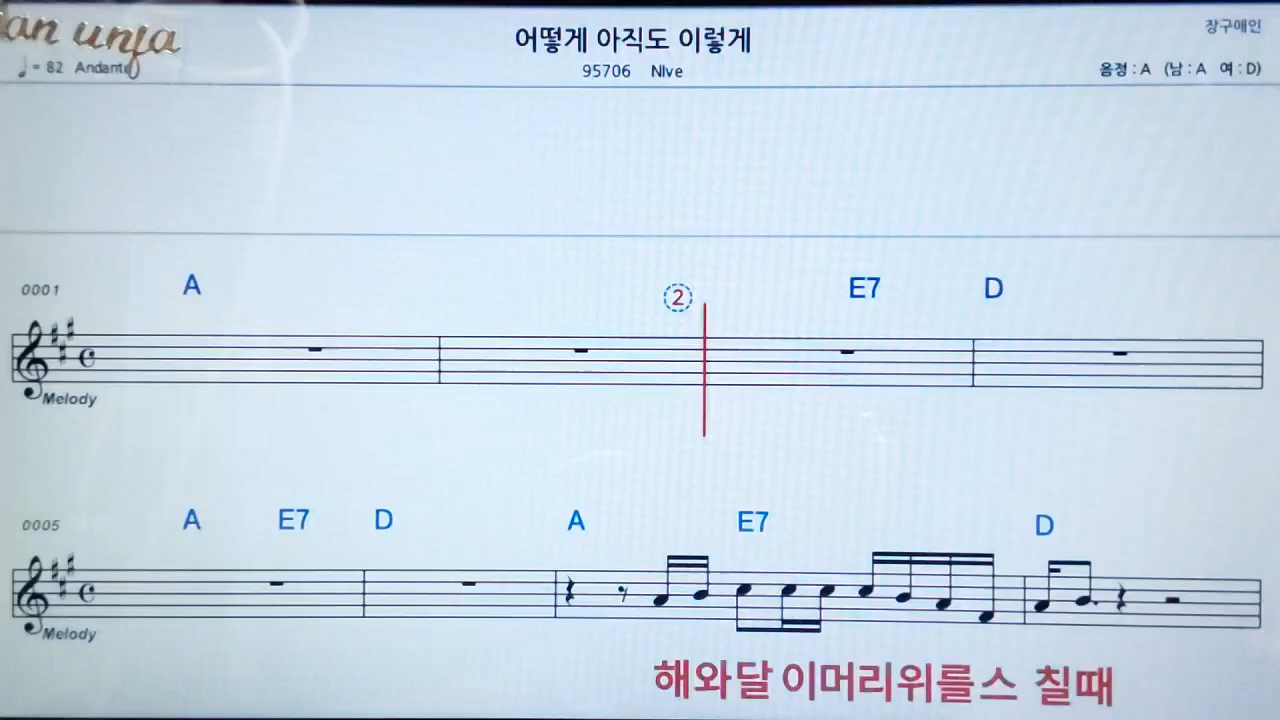 an unja
♩= 82 Andante()
어떻게 아직도 이렇게
95706 NIve
장구애인
음정 : A (남 : A 여 : D)
0001 A ② E7 D
Melody
0005 A E7 D A E7 D
Melody
해와달 이머리위를스 칠때